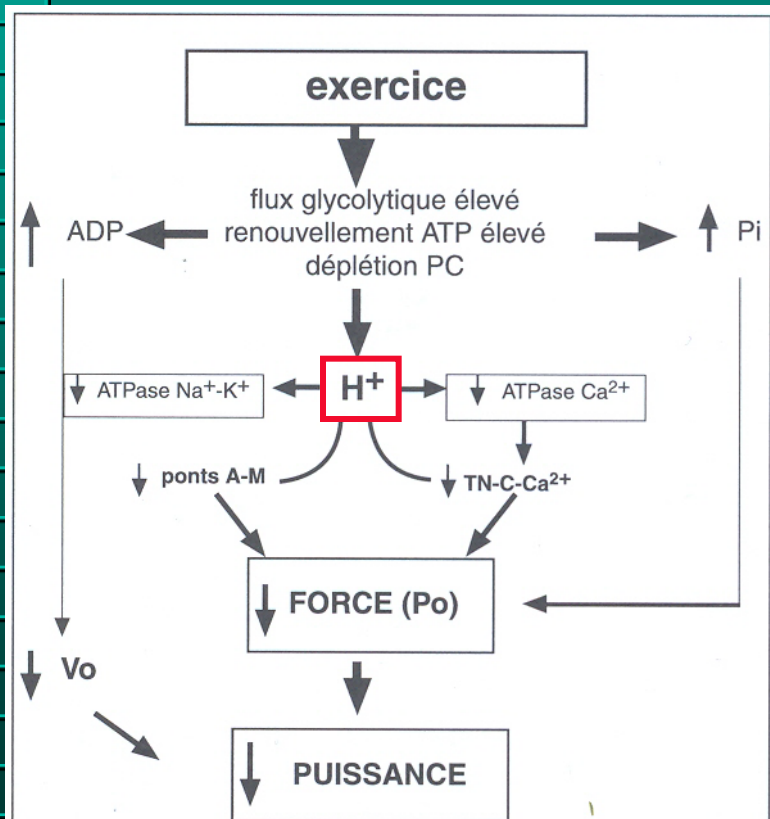 exercice
flux glycolytique élevé
ADP renouvellement ATP élevé Pi
déplétion PC
ATPase Na⁺-K⁺ H⁺ ATPase Ca²⁺
ponts A-M TN-C-Ca²⁺
FORCE (Po)
Vo
PUISSANCE